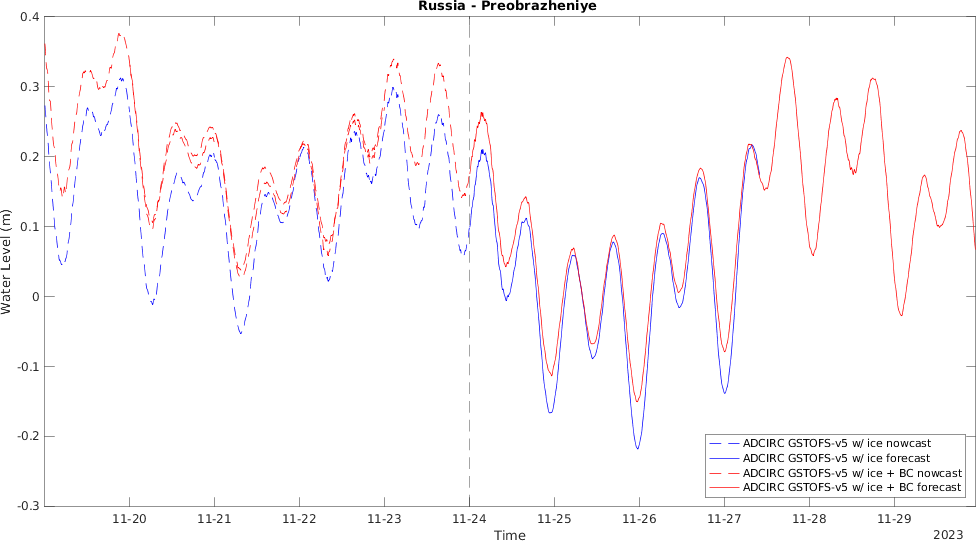 Russia - Preobrazheniye
0.4
0.3
0.2
0.1
0
-0.1
-0.2
-0.3
Water Level (m)
11-20 11-21 11-22 11-23 11-24 11-25 11-26 11-27 11-28 11-29
Time
2023
ADCIRC GSTOFS-v5 w/ ice nowcast
ADCIRC GSTOFS-v5 w/ ice forecast
ADCIRC GSTOFS-v5 w/ ice + BC nowcast
ADCIRC GSTOFS-v5 w/ ice + BC forecast